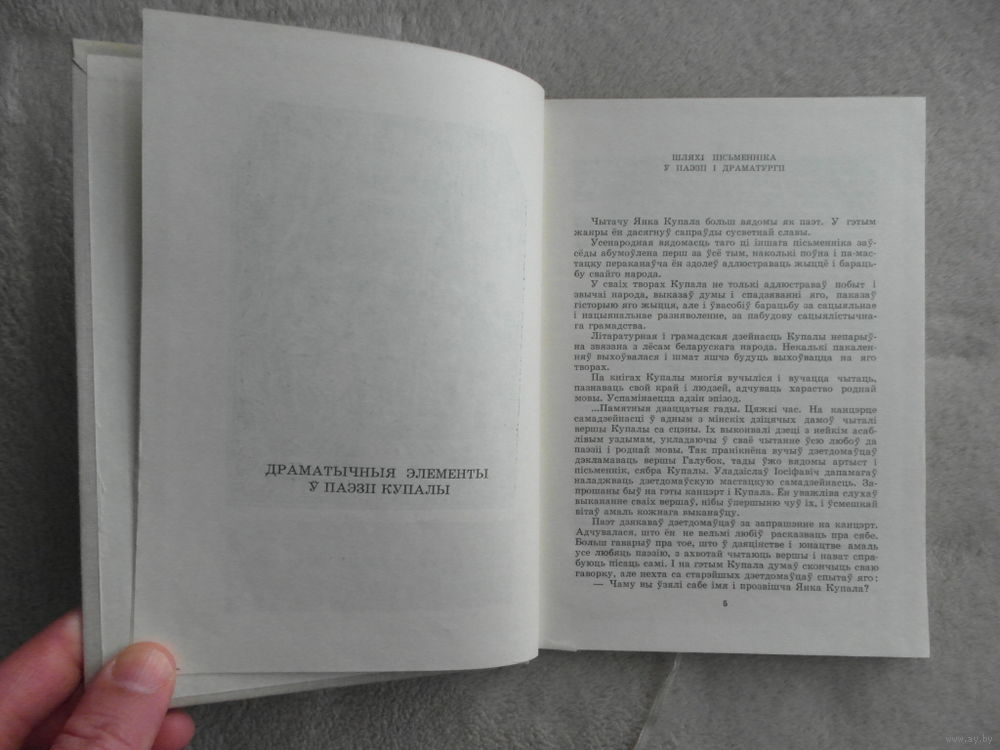 ДРАМАТЫЧНЫЯ ЭЛЕМЕНТЫ
Ў ПАЭЗІІ КУПАЛЫ
ШЛЯХІ ПІСЬМЕННІКА
Ў ПАЭЗІІ І ДРАМАТУРГІІ
Чытачу Янка Купала больш вядомы як паэт. У гэтым
жанры ён дасягнуў сапраўды сусветнай славы.
Усенародная вядомасць таго ці іншага пісьменніка заў-
сёды абумоўлена перш за ўсё тым, наколькі поўна і па-мас-
тацку пераканаўча ён здолеў адлюстраваць жыццё і бараць-
бу свайго народа.
У сваіх творах Купала не толькі адлюстраваў побыт і
звычаі народа, выказаў думы і спадзяванні яго, паказаў
гісторыю яго жыцця, але і ўвасобіў барацьбу за сацыяльнае
і нацыянальнае разняволенне, за пабудову сацыялістычна-
га грамадства.
Літаратурная і грамадская дзейнасць Купалы непарыў-
на звязана з лёсам беларускага народа. Некалькі пакален-
няў выхоўвалася і шмат яшчэ будуць выхоўвацца на яго
творах.
Па кнігах Купалы многія вучыліся і вучацца чытаць,
пазнаваць свой край і людзей, адчуваць хараство роднай
мовы. Успамінаецца адзін эпізод.
...Памятныя дваццатыя гады. Цяжкі час. На канцэрце
самадзейнасці ў адным з мінскіх дзіцячых дамоў чыталі
вершы Купалы са сцэны. Іх выконвалі дзеці з нейкім асаб-
лівым уздымам, укладаючы ў сваё чытанне ўсю любоў да
паэзіі і роднай мовы. Так пранікнёна вучыў дзетдомаўцаў
дэкламаваць вершы Галубок, тады ўжо вядомы артыст і
пісьменнік, сябра Купалы. Уладзіслаў Іосіфавіч дапамагаў
наладжваць дзетдомаўскую мастацкую самадзейнасць. За-
прошаны быў на гэты канцэрт і Купала. Ён уважліва слухаў
выкананне сваіх вершаў, нібы ўпершыню чуў іх, і ўсмешкай
вітаў амаль кожнага выканаўцу.
Паэт дзякаваў дзетдомаўцаў за запрашэнне на канцэрт.
Адчувалася, што ён не вельмі любіў расказваць пра сябе.
Больш гаварыў пра тое, што ў дзяцінстве і юнацтве амаль
усе любяць паэзію, з ахвотай чытаюць вершы і нават спра-
буюць пісаць самі. І на гэтым Купала думаў скончыць сваю
гаворку, але нехта са старэйшых дзетдомаўцаў спытаў яго:
— Чаму вы ўзялі сабе імя і прозвішча Янка Купала?
5
www.ay.by